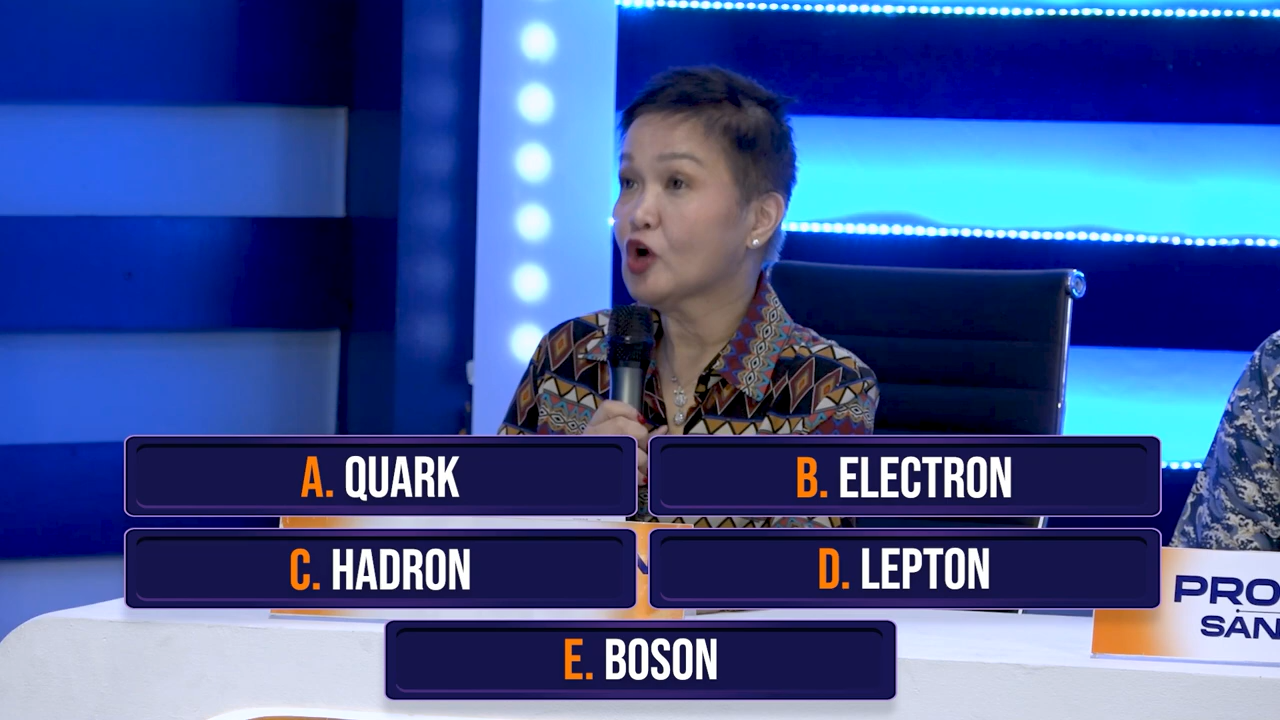 A. QUARK
B. ELECTRON
C. HADRON
D. LEPTON
E. BOSON
PRO
SAN